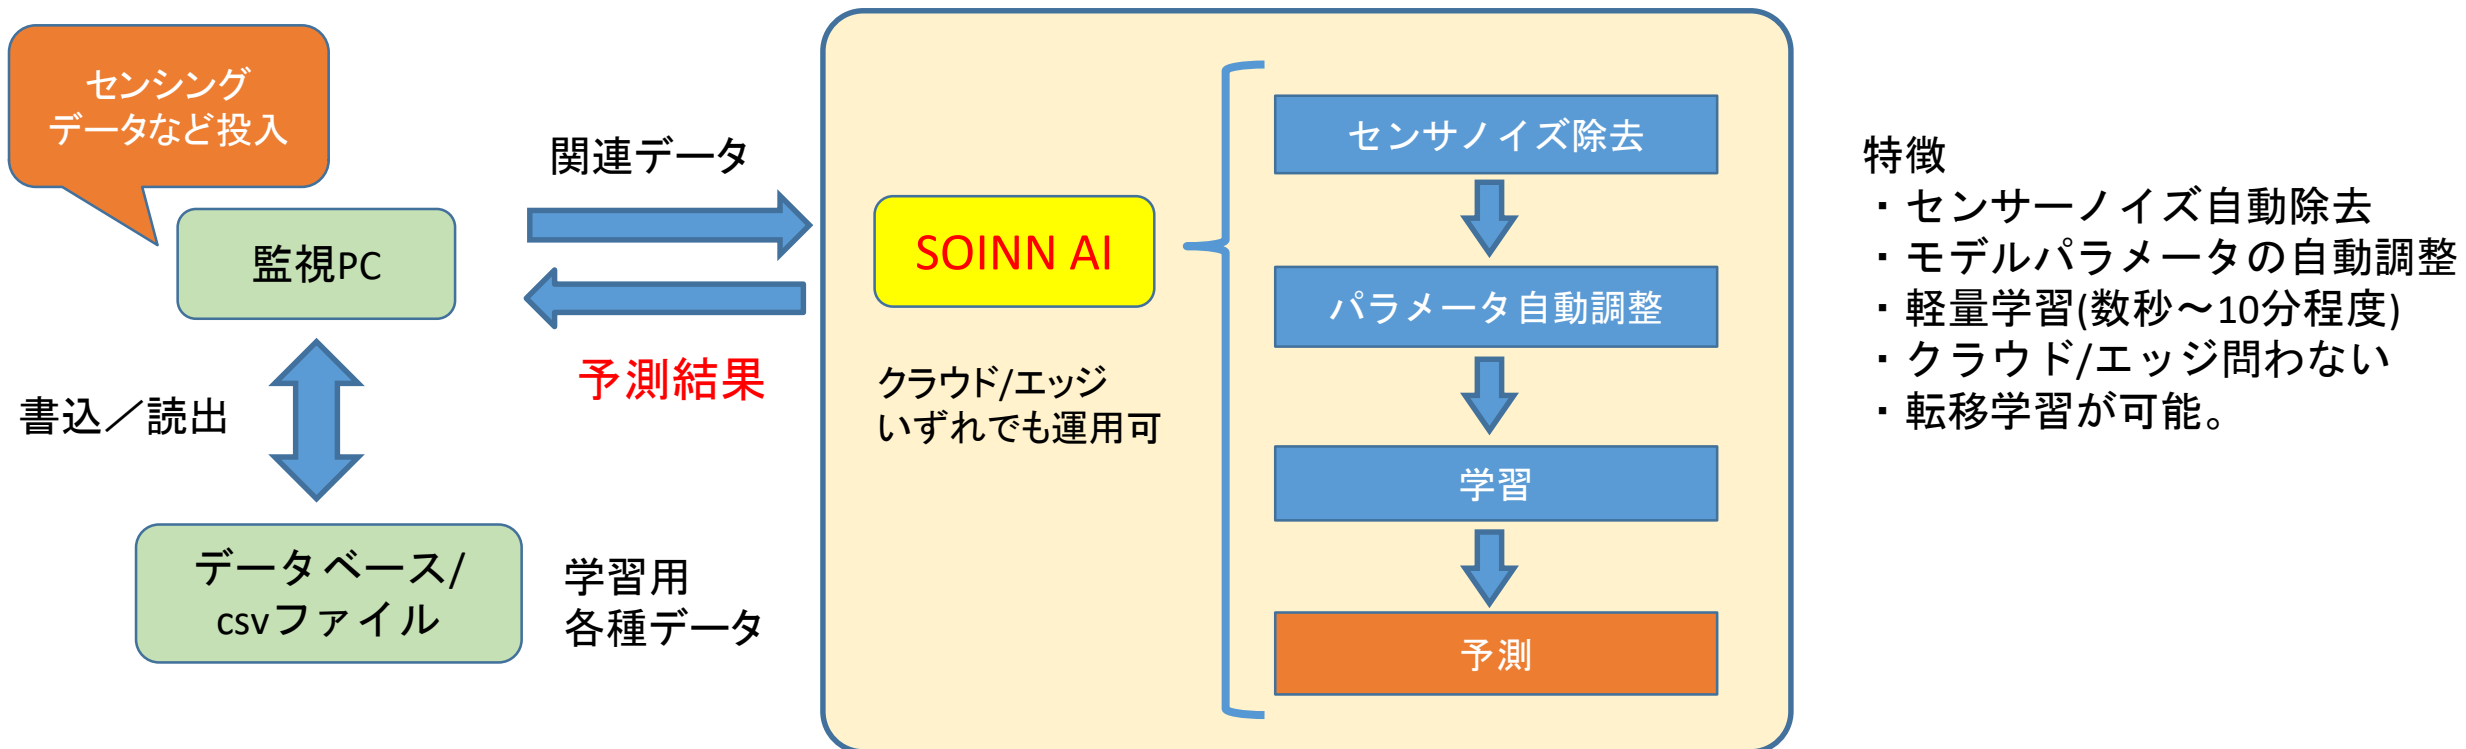 センシング
データなど投入
監視PC
書込／読出
データベース/
csvファイル
学習用
各種データ
関連データ
予測結果
SOINN AI
クラウド/エッジ
いずれでも運用可
センサノイズ除去
パラメータ自動調整
学習
予測
特徴
・センサーノイズ自動除去
・モデルパラメータの自動調整
・軽量学習(数秒～10分程度)
・クラウド/エッジ問わない
・転移学習が可能。